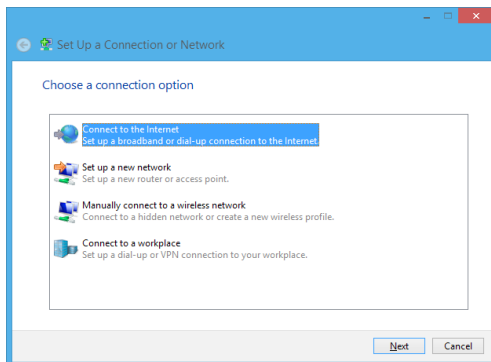 Set Up a Connection or Network
Choose a connection option
Connect to the Internet
Set up a broadband or dial-up connection to the Internet.
Set up a new network
Set up a new router or access point.
Manually connect to a wireless network
Connect to a hidden network or create a new wireless profile.
Connect to a workplace
Set up a dial-up or VPN connection to your workplace.
Next
Cancel